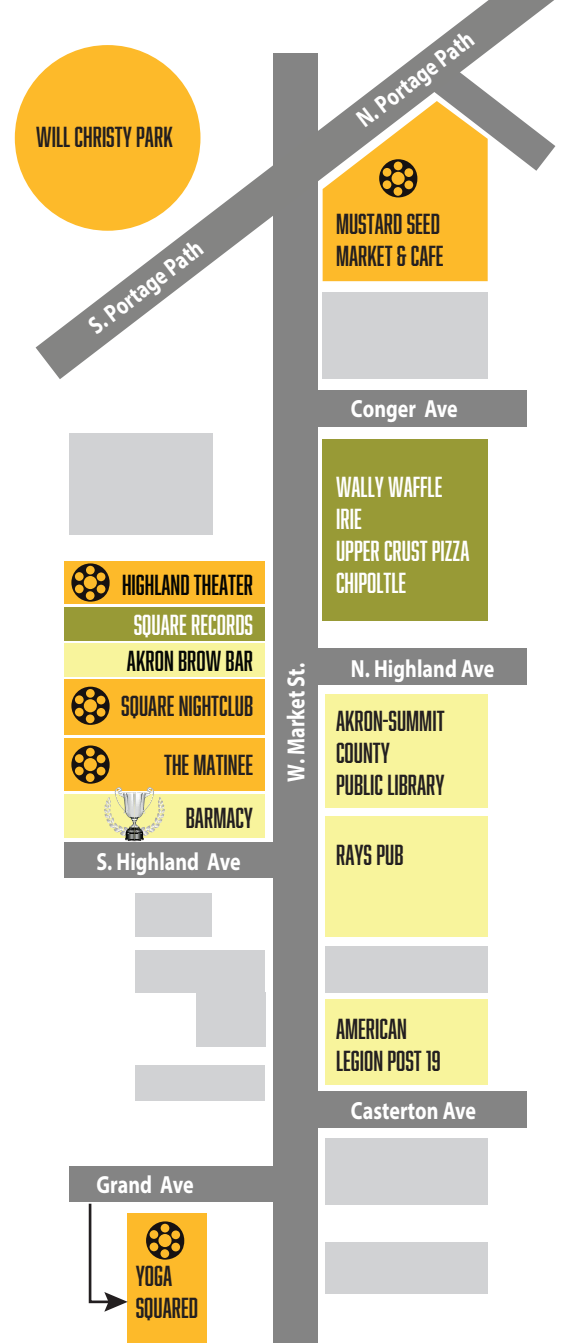 N. Portage Path
WILL CHRISTY PARK
MUSTARD SEED
MARKET & CAFE
S. Portage Path
Conger Ave
WALLY WAFFLE
IRIE
UPPER CRUST PIZZA
CHIPOLTLE
HIGHLAND THEATER
SQUARE RECORDS
AKRON BROW BAR
SQUARE NIGHTCLUB
THE MATINEE
BARMACY
W. Market St.
N. Highland Ave
AKRON-SUMMIT
COUNTY
PUBLIC LIBRARY
RAYS PUB
S. Highland Ave
AMERICAN
LEGION POST 19
Casterton Ave
Grand Ave
YOGA
SQUARED